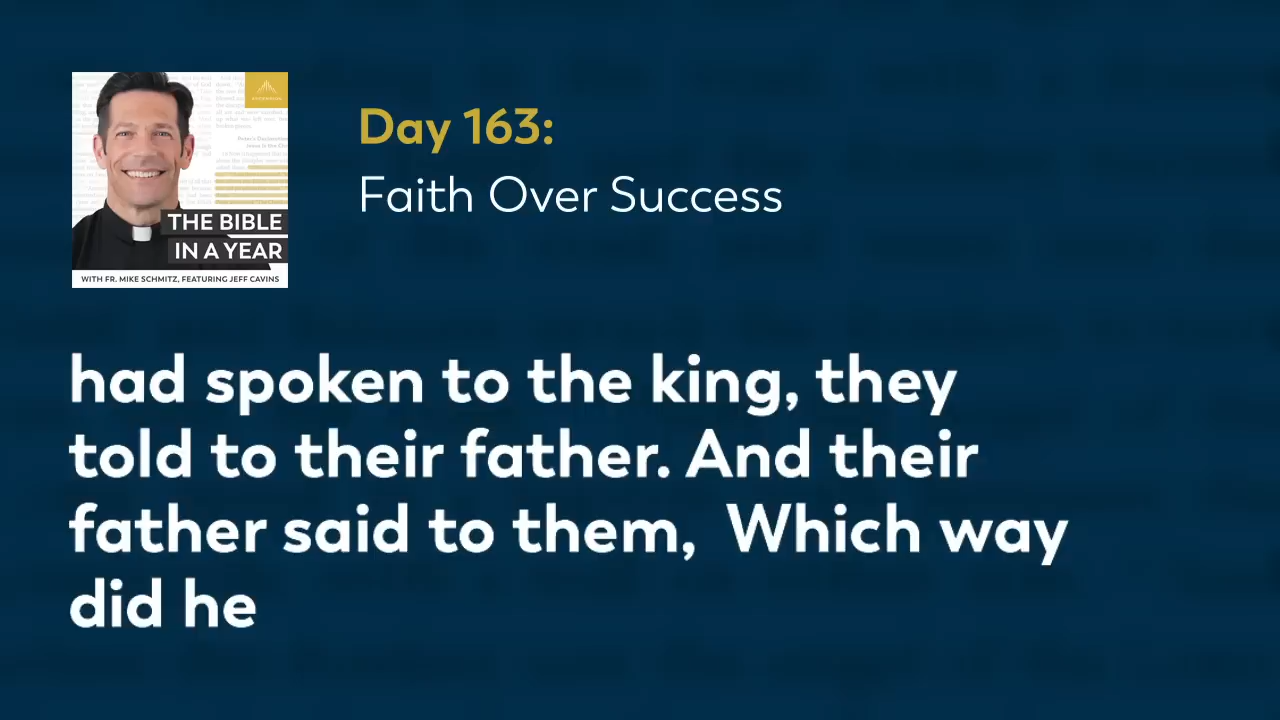 Day 163:
Faith Over Success
THE BIBLE
IN A YEAR
WITH FR. MIKE SCHMITZ, FEATURING JEFF CAVINS
had spoken to the king, they
told to their father. And their
father said to them, Which way
did he